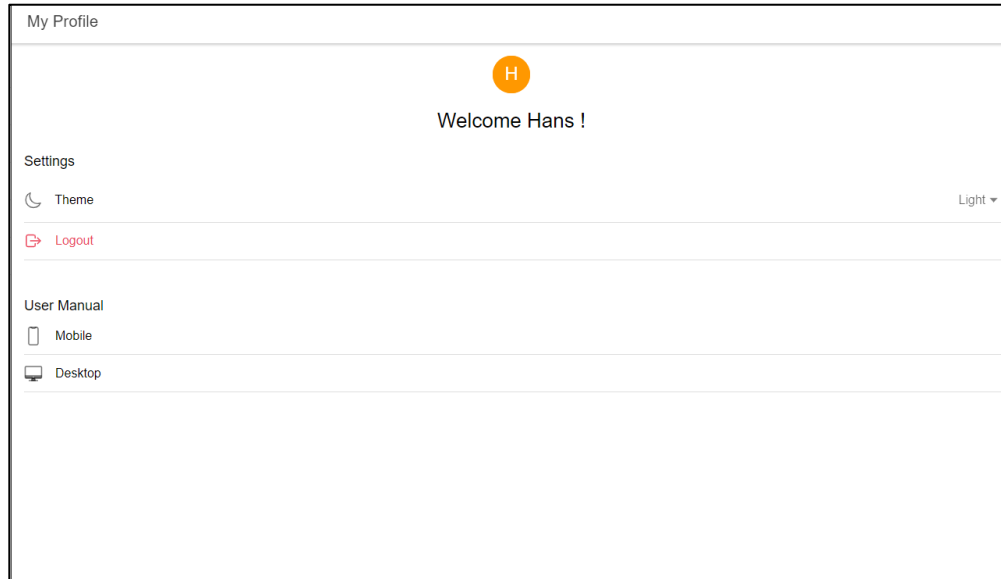 My Profile
H
Welcome Hans !
Settings
Theme Light
Logout
User Manual
Mobile
Desktop